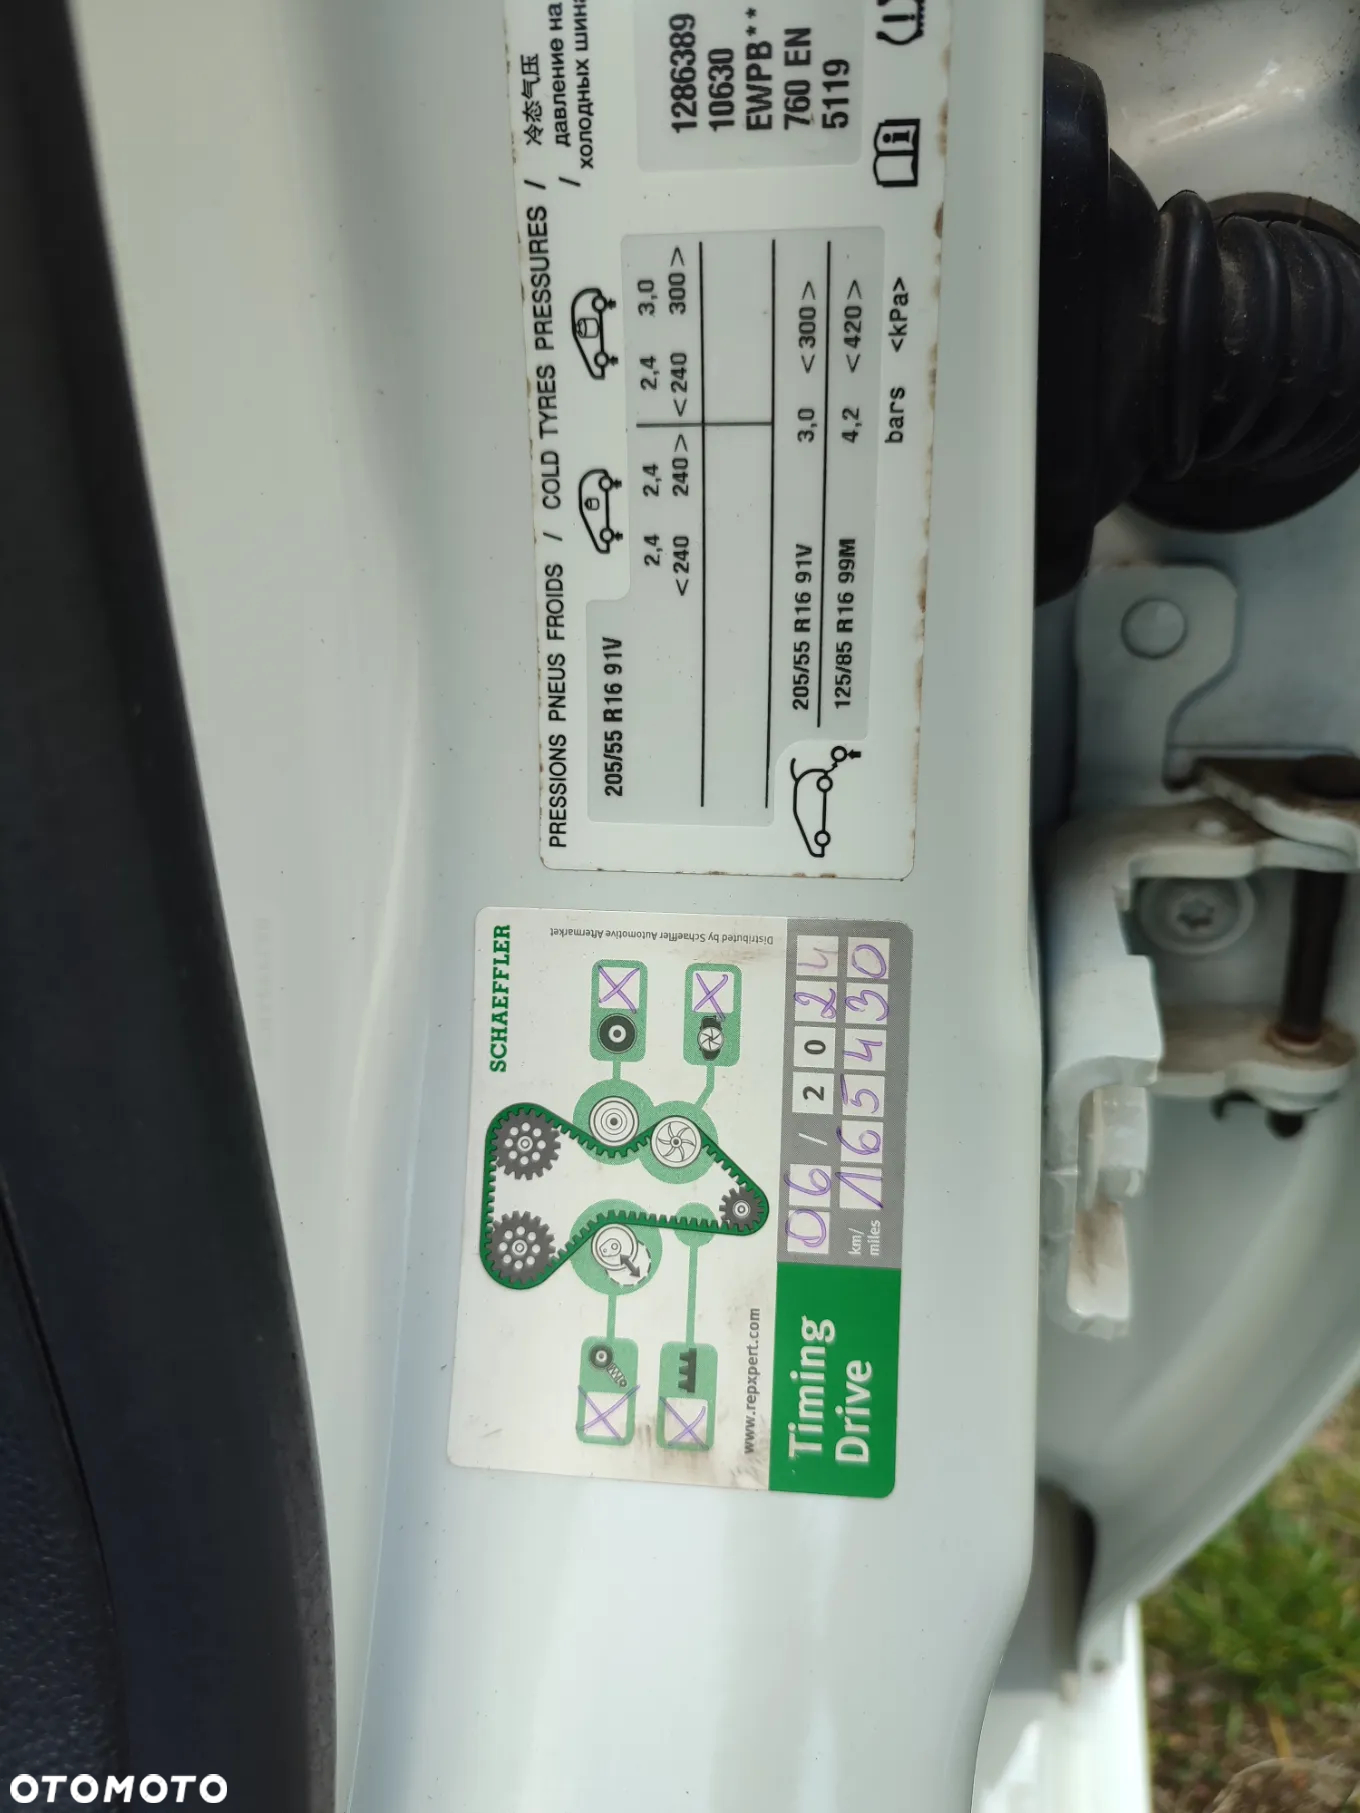 PRESSIONS PNEUS FROIDS / COLD TYRES PRESSURES / 冷态气压
/ давление на
холодных шин
205/55 R16 91V
2,4 2,4 2,4 3,0
<240 240> <240 300>
205/55 R16 91V 3,0 <300>
125/85 R16 99M 4,2 <420>
bars <kPa>
1286389
10630
EWPB**
760 EN
5119
SCHAEFFLER
Distributed by Schaeffler Automotive Aftermarket
www.repxpert.com
Timing
Drive
06 / 2024
km/
miles
165430
OTOMOTO